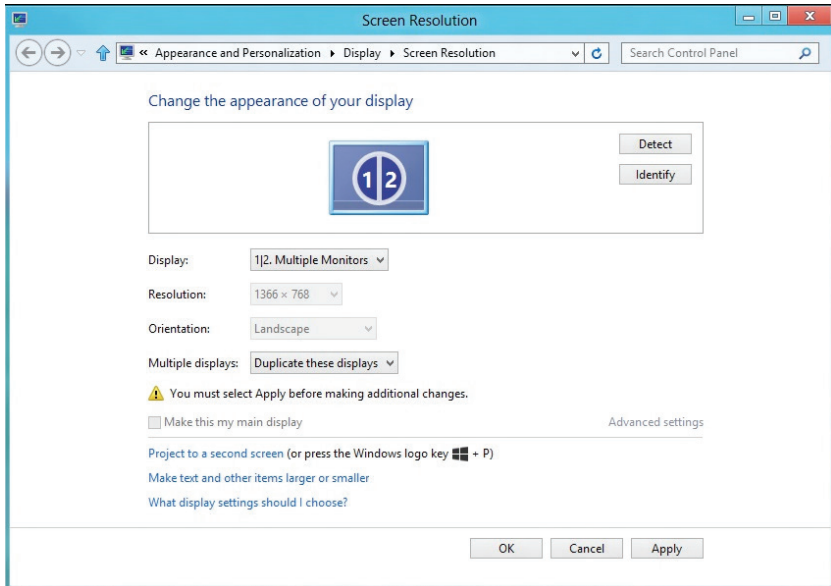 Screen Resolution
« Appearance and Personalization Display Screen Resolution Search Control Panel
Change the appearance of your display
1 2
Detect
Identify
Display: 1|2. Multiple Monitors
Resolution: 1366 × 768
Orientation: Landscape
Multiple displays: Duplicate these displays
You must select Apply before making additional changes.
Make this my main display Advanced settings
Project to a second screen (or press the Windows logo key + P)
Make text and other items larger or smaller
What display settings should I choose?
OK Cancel Apply